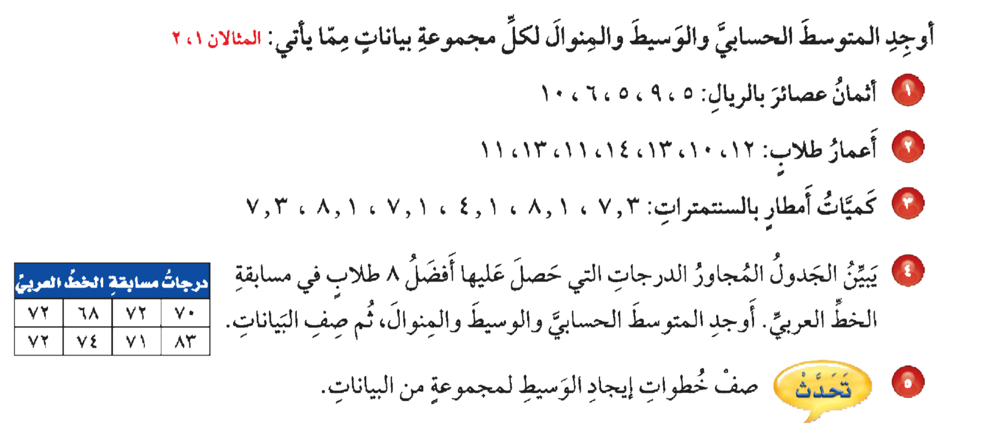 أوجِدِ المتوسطَ الحسابيَّ والوَسيطَ والمِنوالَ لكلِّ مجموعةِ بياناتٍ مِمّا يأتي: المثالان ١، ٢
١ أثمانُ عصائرَ بالريالِ: ٥ ، ٩ ، ٥ ، ٦ ، ١٠
٢ أَعمارُ طلابٍ: ١٢، ١٠، ١٣، ١٤، ١١، ١٣، ١١
٣ كَميَّاتُ أَمطارٍ بالسنتمتراتِ: ٧,٣ ، ٨,١ ، ٤,١ ، ٧,١ ، ٨,١ ، ٧,٣
٤ يَبيِّنُ الجَدولُ المُجاورُ الدرجاتِ التي حَصلَ عَليها أَفضَلُ ٨ طلابٍ في مسابقةِ
الخطِّ العربيِّ. أَوجدِ المتوسطَ الحسابيَّ والوسيطَ والمِنوالَ، ثُم صِفِ البَياناتِ.
درجاتُ مسابقةِ الخطِّ العربيِّ
٧٠ ٧٢ ٦٨ ٧٢
٨٣ ٧١ ٧٤ ٧٢
٥ تَحَدَّثْ صفْ خُطواتِ إيجادِ الوَسيطِ لمجموعةٍ من البياناتِ.